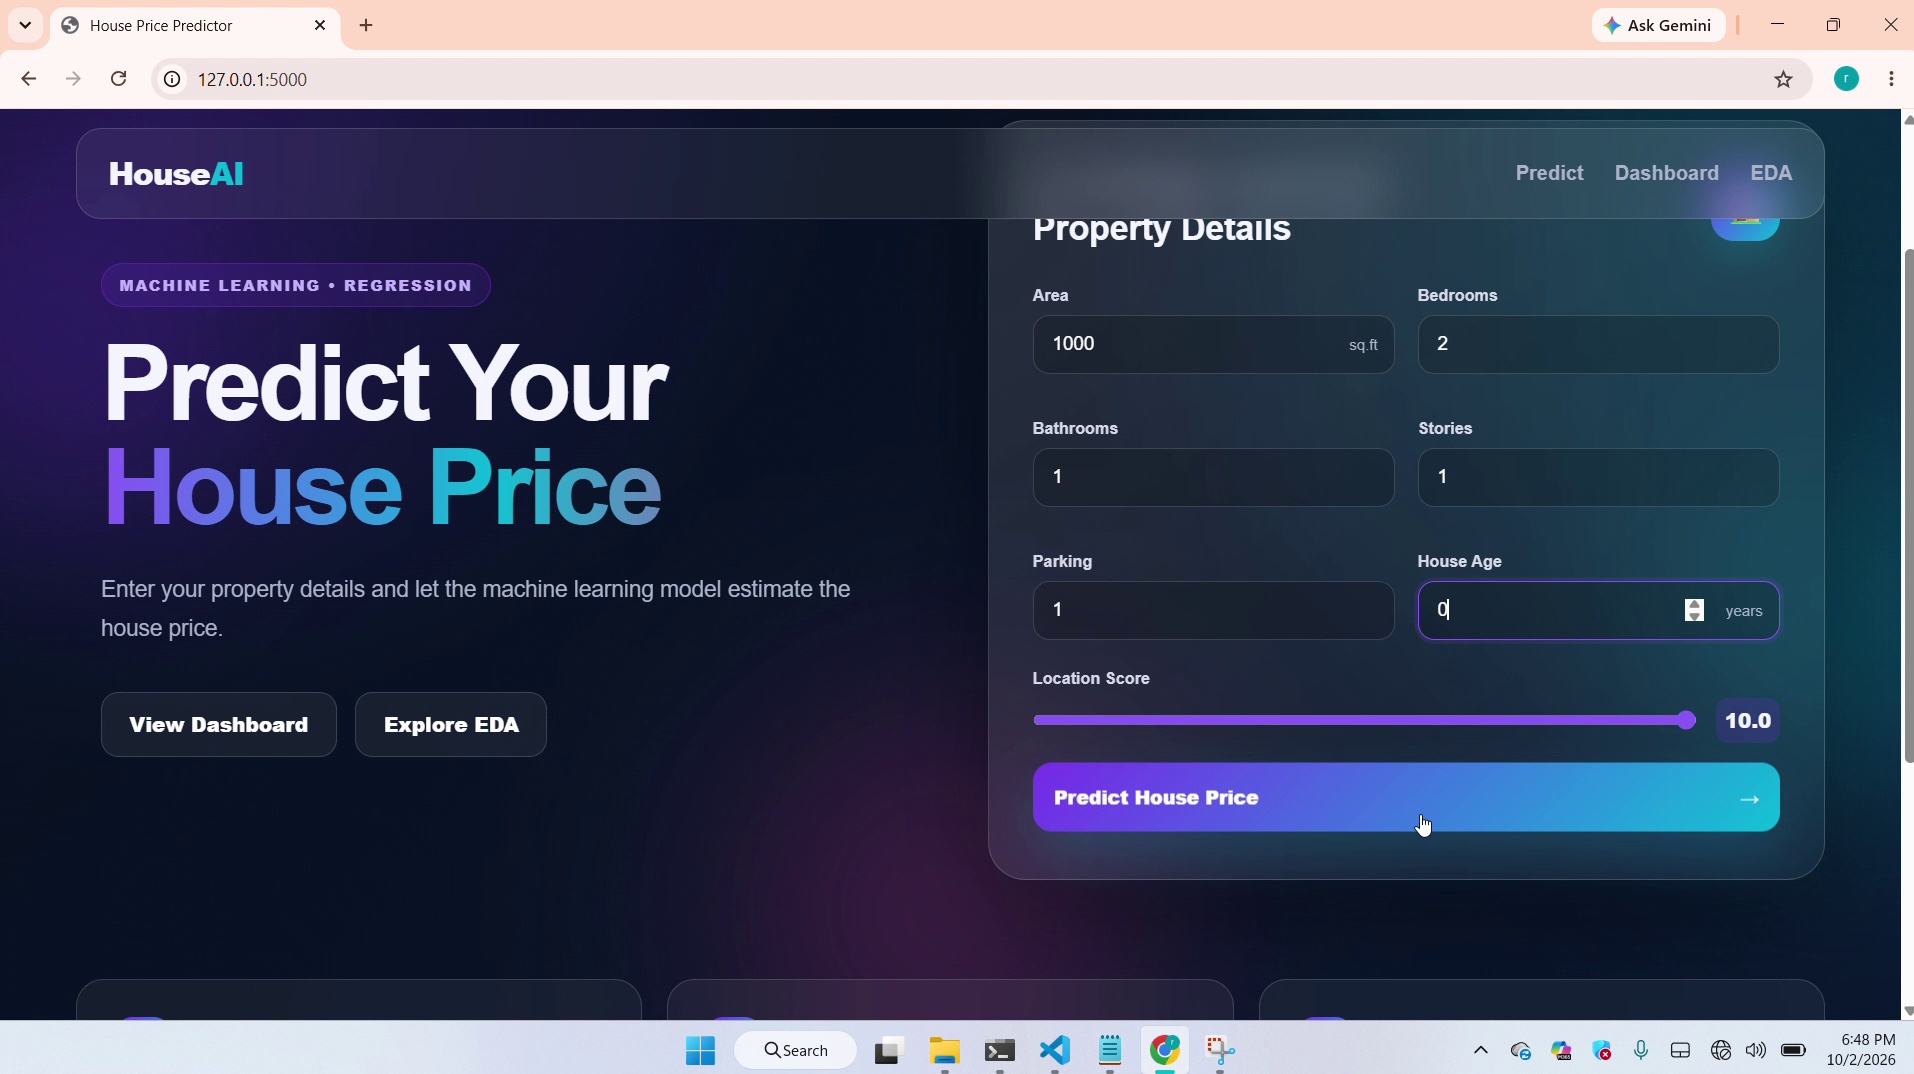 House Price Predictor
Ask Gemini
127.0.0.1:5000
r
HouseAI
Predict
Dashboard
EDA
MACHINE LEARNING • REGRESSION
Predict Your
House Price
Enter your property details and let the machine learning model estimate the
house price.
View Dashboard
Explore EDA
Property Details
Area
Bedrooms
1000
sq.ft
2
Bathrooms
Stories
1
1
Parking
House Age
1
0
years
Location Score
10.0
Predict House Price →
Search
6:48 PM
10/2/2026